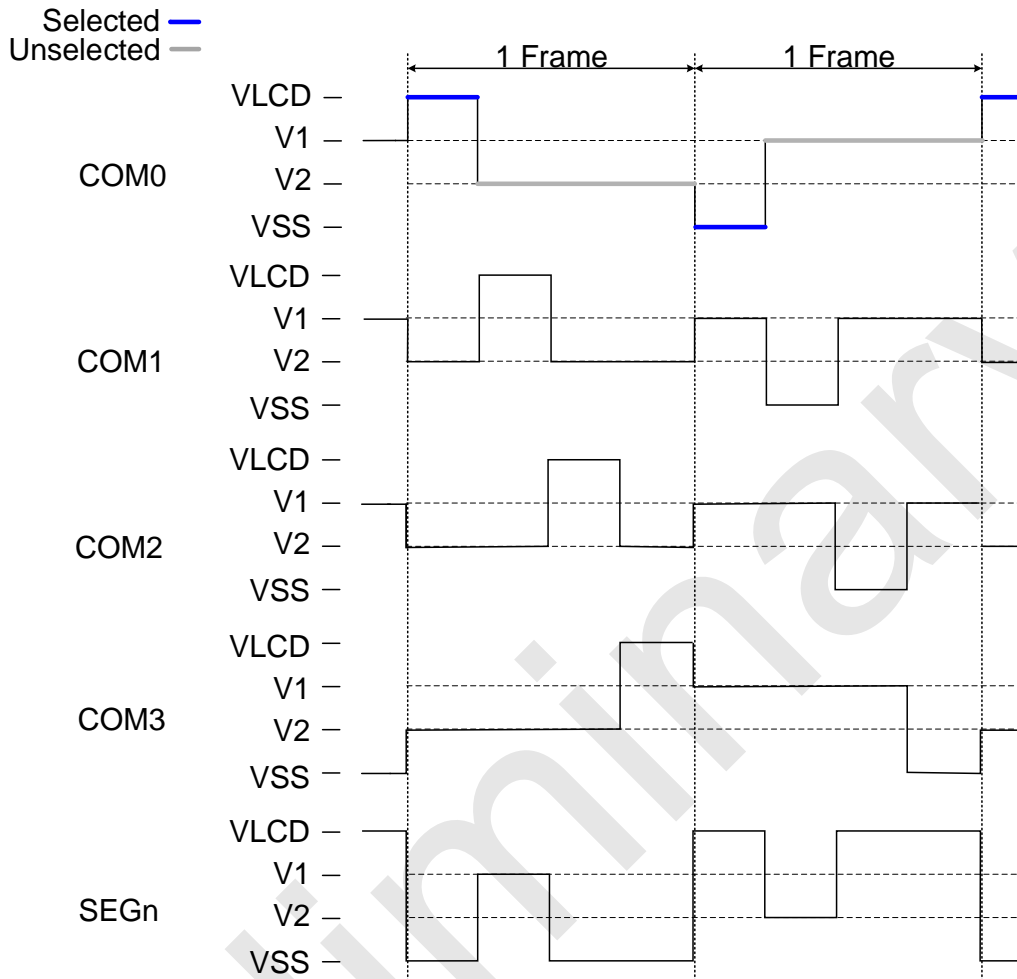 Selected
Unselected
1 Frame 1 Frame
VLCD
V1
COM0
V2
VSS
VLCD
V1
COM1
V2
VSS
VLCD
V1
COM2
V2
VSS
VLCD
V1
COM3
V2
VSS
VLCD
V1
SEGn
V2
VSS
liminary